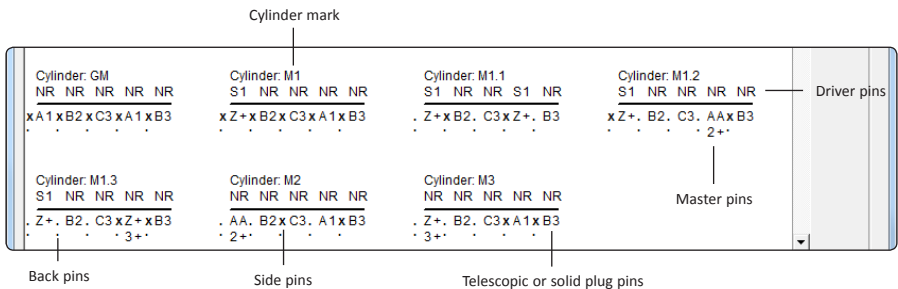 Cylinder mark
Cylinder: GM
NR NR NR NR NR
xA1xB2xC3xA1xB3
. . . . .
Cylinder: M1
S1 NR NR NR NR
xZ+xB2xC3xA1xB3
. . . . .
Cylinder: M1.1
S1 NR NR S1 NR
. Z+xB2. C3xZ+. B3
. . . . .
Cylinder: M1.2
S1 NR NR NR NR
xZ+. B2. C3. AAxB3
. . . . 2+.
Driver pins
Master pins
Cylinder: M1.3
S1 NR NR NR NR
. Z+. B2. C3xZ+xB3
. . . . 3+.
Cylinder: M2
NR NR NR NR NR
. AA. B2xC3. A1xB3
. 2+. . . .
Cylinder: M3
NR NR NR NR NR
. Z+. B2. C3xA1xB3
. 3+. . . .
Back pins
Side pins
Telescopic or solid plug pins